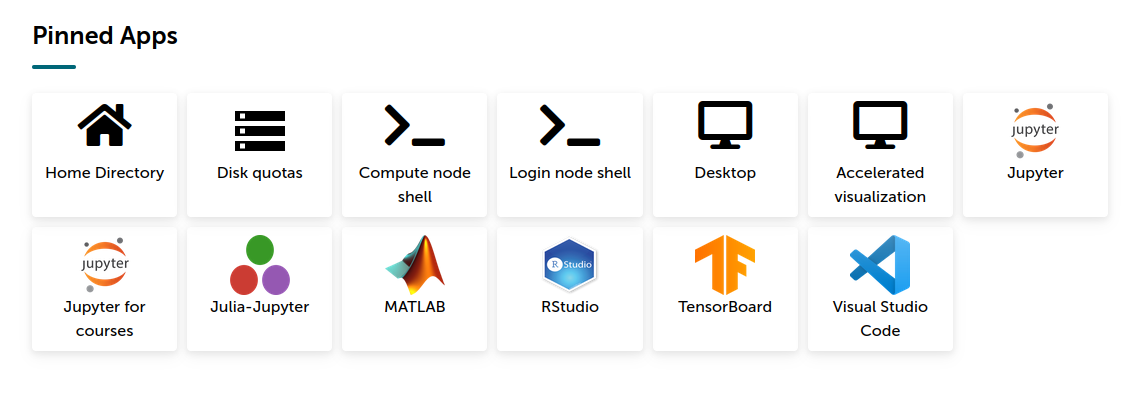 Pinned Apps
Home Directory
Disk quotas
Compute node
shell
Login node shell
Desktop
Accelerated
visualization
jupyter
Jupyter
jupyter
Jupyter for
courses
Julia-Jupyter
MATLAB
R Studio
RStudio
TensorBoard
Visual Studio
Code